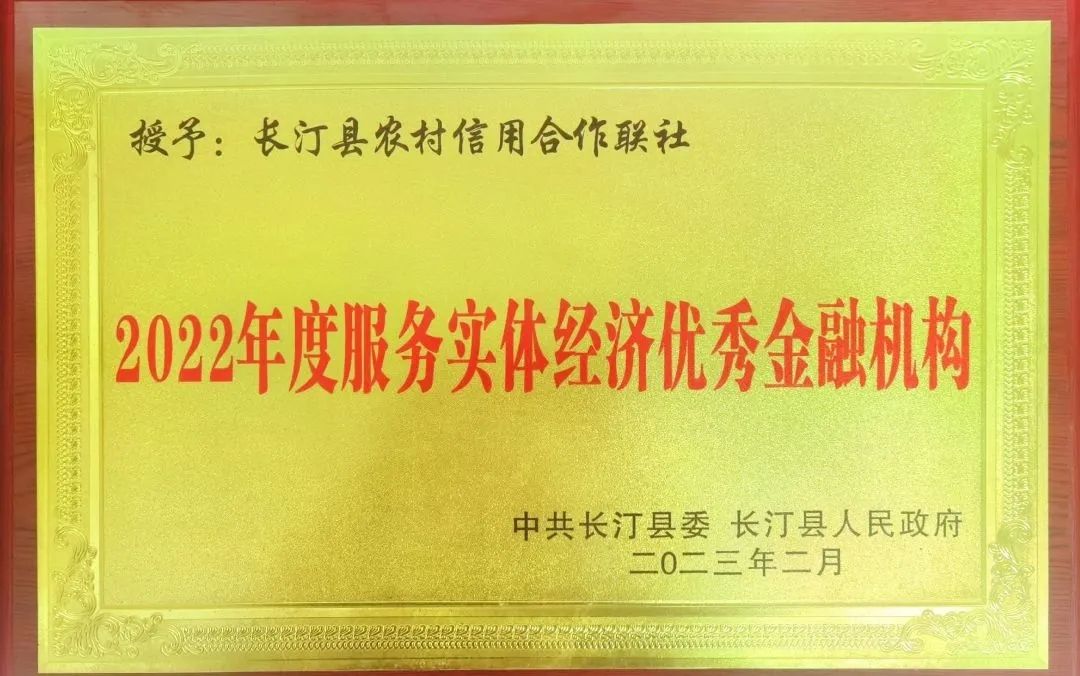 授予：长汀县农村信用合作联社
2022年度服务实体经济优秀金融机构
中共长汀县委 长汀县人民政府
二〇二三年二月